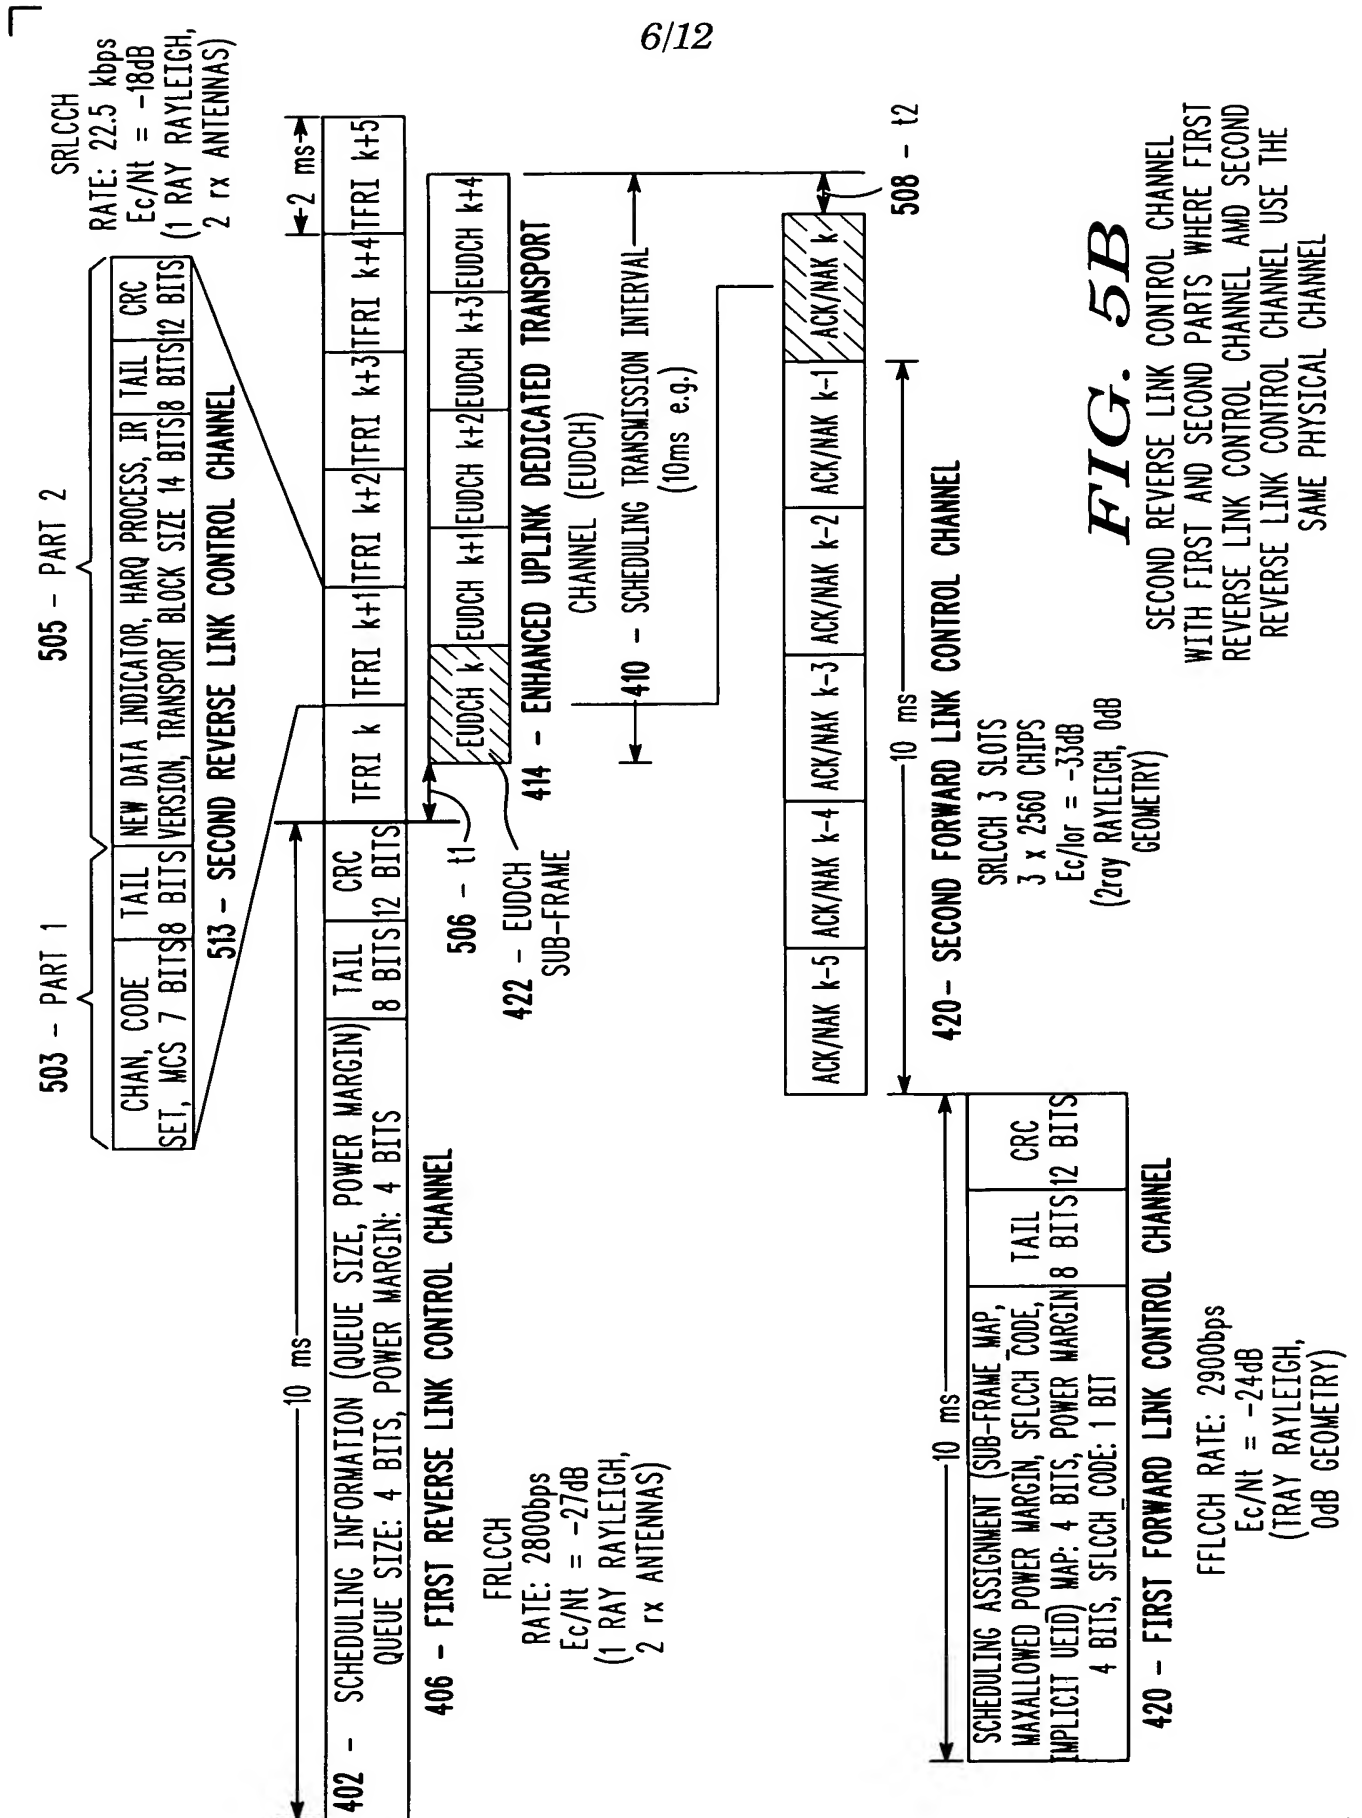 6/12
503 - PART 1
505 - PART 2
CHAN, CODE
SET, MCS 7 BITS
TAIL
8 BITS
NEW DATA INDICATOR, HARQ PROCESS, IR
VERSION, TRANSPORT BLOCK SIZE 14 BITS
TAIL
8 BITS
CRC
12 BITS
513 - SECOND REVERSE LINK CONTROL CHANNEL
SRLCCH
RATE: 22.5 kbps
Ec/Nt = -18dB
(1 RAY RAYLEIGH,
2 rx ANTENNAS)
10 ms
2 ms
402 - SCHEDULING INFORMATION (QUEUE SIZE, POWER MARGIN)
QUEUE SIZE: 4 BITS, POWER MARGIN: 4 BITS
TAIL
8 BITS
CRC
12 BITS
TFRI k
TFRI k+1
TFRI k+2
TFRI k+3
TFRI k+4
TFRI k+5
406 - FIRST REVERSE LINK CONTROL CHANNEL
FRLCCH
RATE: 2800bps
Ec/Nt = -27dB
(1 RAY RAYLEIGH,
2 rx ANTENNAS)
506 - t1
422 - EUDCH
SUB-FRAME
EUDCH k
EUDCH k+1
EUDCH k+2
EUDCH k+3
EUDCH k+4
414 - ENHANCED UPLINK DEDICATED TRANSPORT
CHANNEL (EUDCH)
410 - SCHEDULING TRANSMISSION INTERVAL
(10ms e.g.)
ACK/NAK k-5
ACK/NAK k-4
ACK/NAK k-3
ACK/NAK k-2
ACK/NAK k-1
ACK/NAK k
508 - t2
10 ms
420 - SECOND FORWARD LINK CONTROL CHANNEL
SRLCCH 3 SLOTS
3 x 2560 CHIPS
Ec/Ior = -33dB
(2ray RAYLEIGH, 0dB
GEOMETRY)
10 ms
SCHEDULING ASSIGNMENT (SUB-FRAME MAP,
MAXALLOWED POWER MARGIN, SFLCCH_CODE,
IMPLICIT UEID) MAP: 4 BITS, POWER MARGIN
4 BITS, SFLCCH_CODE: 1 BIT
TAIL
8 BITS
CRC
12 BITS
420 - FIRST FORWARD LINK CONTROL CHANNEL
FFLCCH RATE: 2900bps
Ec/Nt = -24dB
(TRAY RAYLEIGH,
0dB GEOMETRY)
FIG. 5B
SECOND REVERSE LINK CONTROL CHANNEL
WITH FIRST AND SECOND PARTS WHERE FIRST
REVERSE LINK CONTROL CHANNEL AMD SECOND
REVERSE LINK CONTROL CHANNEL USE THE
SAME PHYSICAL CHANNEL